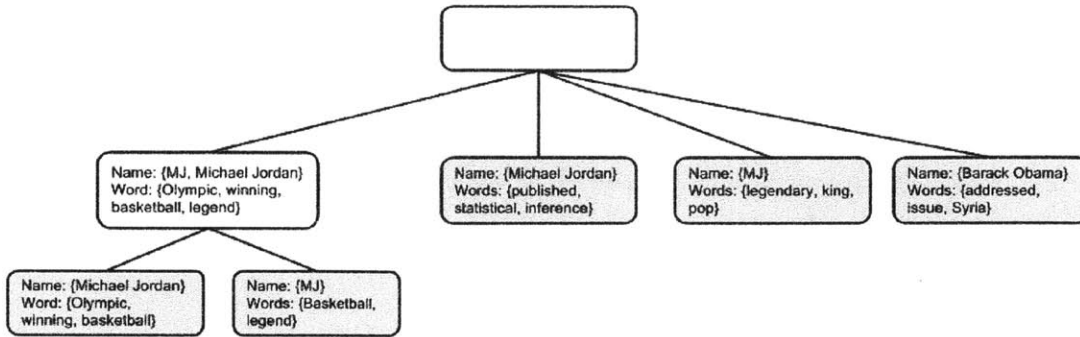 Name: {MJ, Michael Jordan}
Word: {Olympic, winning,
basketball, legend}
Name: {Michael Jordan}
Words: {published,
statistical, inference}
Name: {MJ}
Words: {legendary, king,
pop}
Name: {Barack Obama}
Words: {addressed,
issue, Syria}
Name: {Michael Jordan}
Word: {Olympic,
winning, basketball}
Name: {MJ}
Words: {Basketball,
legend}